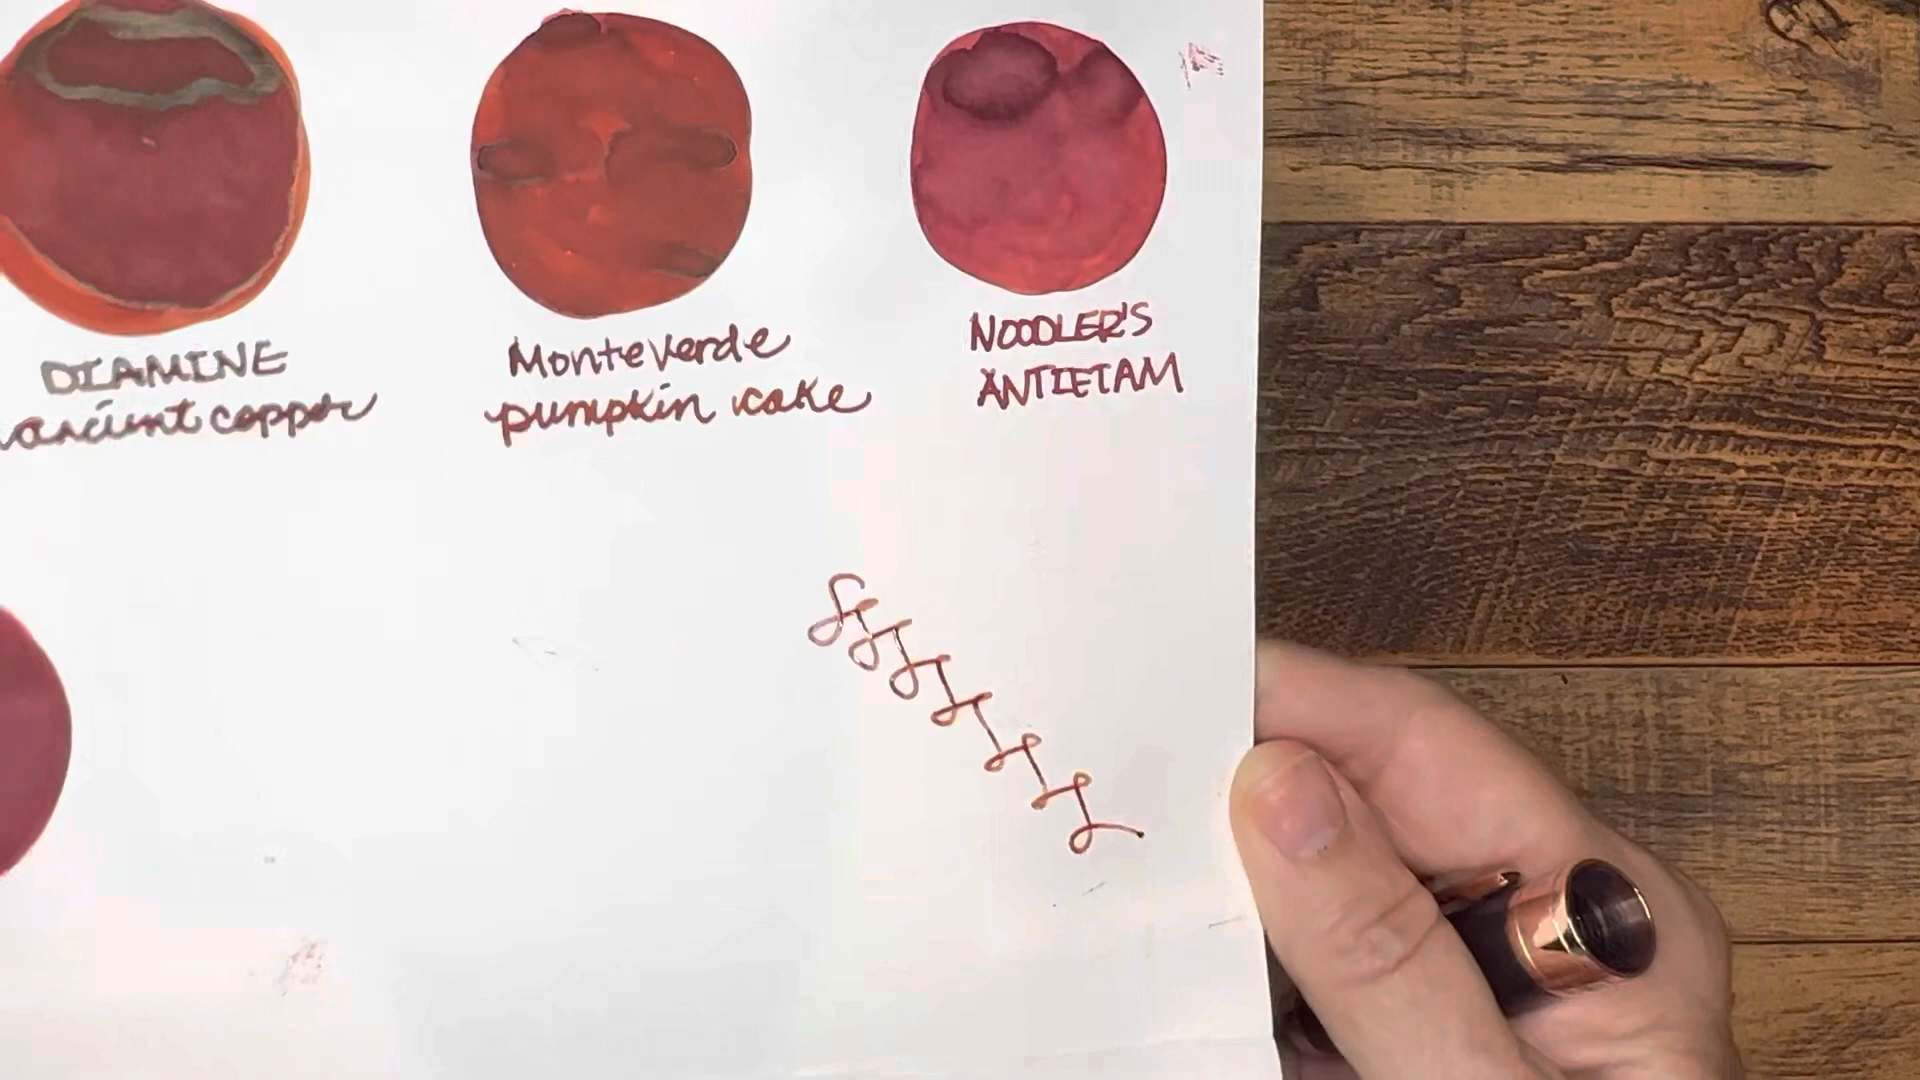 DIAMINE
ancient copper
Monteverde
pumpkin cake
NOODLER'S
ANTIETAM